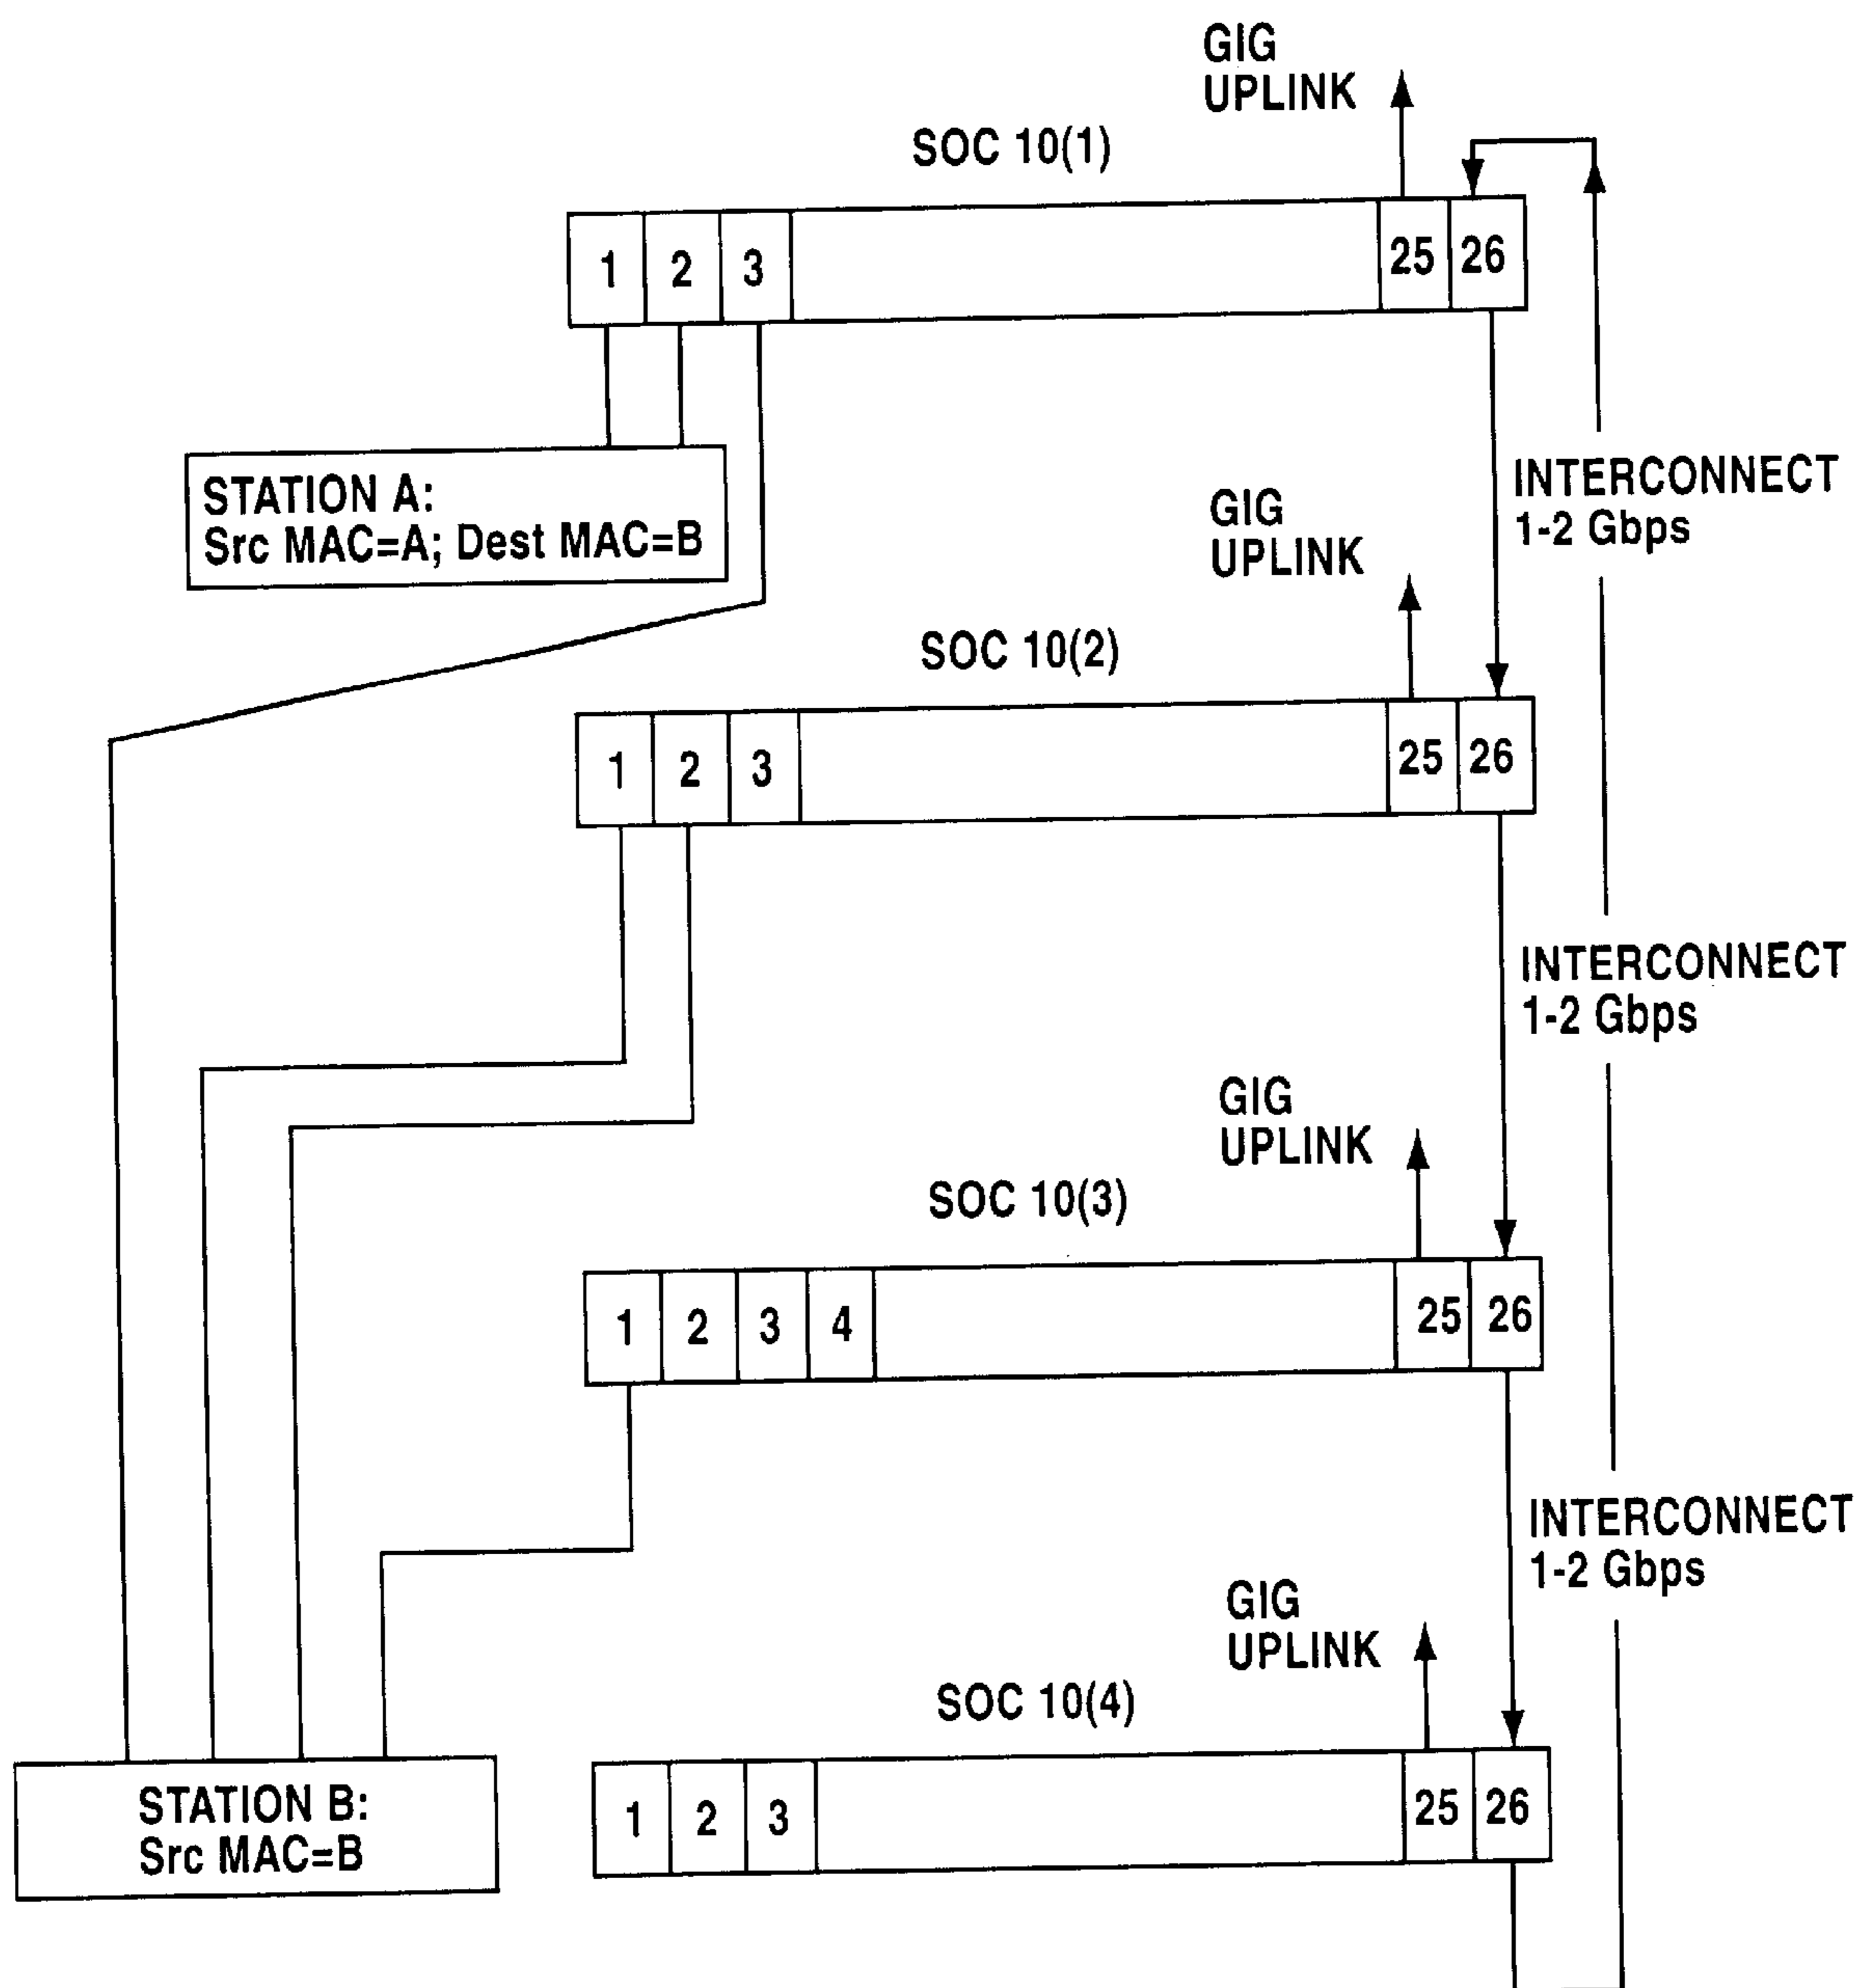 GIG
UPLINK
SOC 10(1)
1 2 3 25 26
STATION A:
Src MAC=A; Dest MAC=B
INTERCONNECT
1-2 Gbps
GIG
UPLINK
SOC 10(2)
1 2 3 25 26
INTERCONNECT
1-2 Gbps
GIG
UPLINK
SOC 10(3)
1 2 3 4 25 26
INTERCONNECT
1-2 Gbps
GIG
UPLINK
SOC 10(4)
1 2 3 25 26
STATION B:
Src MAC=B